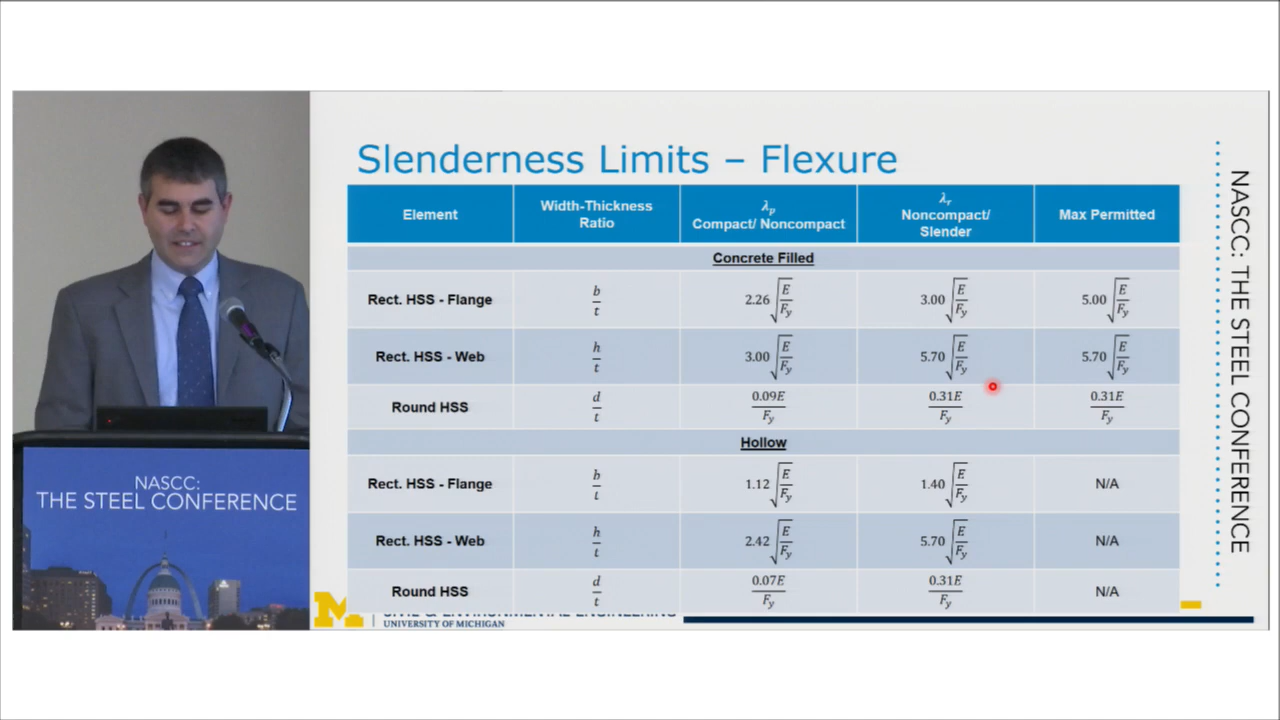 Slenderness Limits – Flexure
Element
Width-Thickness
Ratio
λp
Compact/ Noncompact
λr
Noncompact/
Slender
Max Permitted
Concrete Filled
Rect. HSS - Flange
b/t
2.26 √(E/Fy)
3.00 √(E/Fy)
5.00 √(E/Fy)
Rect. HSS - Web
h/t
3.00 √(E/Fy)
5.70 √(E/Fy)
5.70 √(E/Fy)
Round HSS
d/t
0.09E/Fy
0.31E/Fy
0.31E/Fy
Hollow
Rect. HSS - Flange
b/t
1.12 √(E/Fy)
1.40 √(E/Fy)
N/A
Rect. HSS - Web
h/t
2.42 √(E/Fy)
5.70 √(E/Fy)
N/A
Round HSS
d/t
0.07E/Fy
0.31E/Fy
N/A
M
CIVIL & ENVIRONMENTAL ENGINEERING
UNIVERSITY OF MICHIGAN
NASCC: THE STEEL CONFERENCE
NASCC:
THE STEEL CONFERENCE